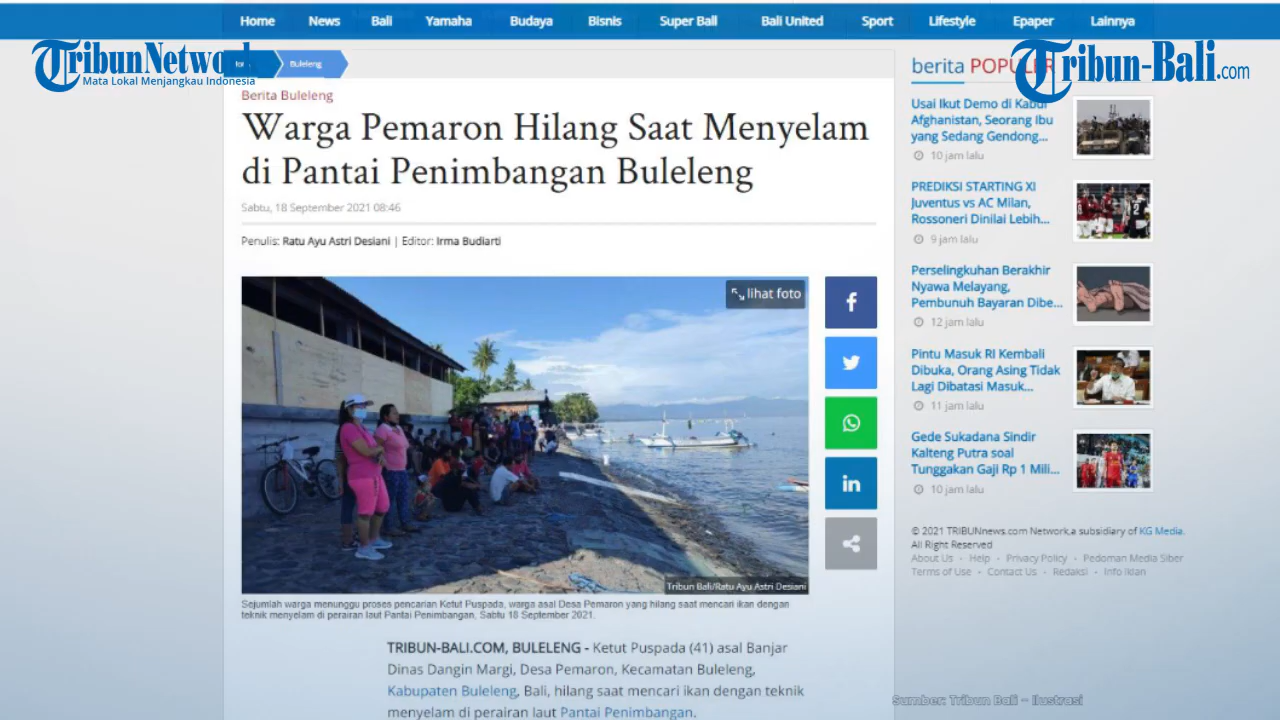 Home News Bali Yamaha Budaya Bisnis Super Ball Bali United Sport Lifestyle Epaper Lainnya
TribunNetwork
Mata Lokal Menjangkau Indonesia
Buleleng
Tribun-Bali.com
Berita Buleleng
Warga Pemaron Hilang Saat Menyelam
di Pantai Penimbangan Buleleng
Sabtu, 18 September 2021 08:46
Penulis: Ratu Ayu Astri Desiani | Editor: Irma Budiarti
lihat foto
Tribun Bali/Ratu Ayu Astri Desiani
Sejumlah warga menunggu proses pencarian Ketut Puspada, warga asal Desa Pemaron yang hilang saat mencari ikan dengan
teknik menyelam di perairan laut Pantai Penimbangan, Sabtu 18 September 2021.
TRIBUN-BALI.COM, BULELENG - Ketut Puspada (41) asal Banjar
Dinas Dangin Margi, Desa Pemaron, Kecamatan Buleleng,
Kabupaten Buleleng, Bali, hilang saat mencari ikan dengan teknik
menyelam di perairan laut Pantai Penimbangan.
berita POPULER
Usai Ikut Demo di Kabul
Afghanistan, Seorang Ibu
yang Sedang Gendong...
10 jam lalu
PREDIKSI STARTING XI
Juventus vs AC Milan,
Rossoneri Dinilai Lebih...
9 jam lalu
Perselingkuhan Berakhir
Nyawa Melayang,
Pembunuh Bayaran Dibe...
12 jam lalu
Pintu Masuk RI Kembali
Dibuka, Orang Asing Tidak
Lagi Dibatasi Masuk...
11 jam lalu
Gede Sukadana Sindir
Kalteng Putra soal
Tunggakan Gaji Rp 1 Mili...
10 jam lalu
© 2021 TRIBUNnews.com Network,a subsidiary of KG Media.
All Right Reserved
About Us - Help - Privacy Policy - Pedoman Media Siber
Terms of Use - Contact Us - Redaksi - Info Iklan
Sumber: Tribun Bali - Ilustrasi